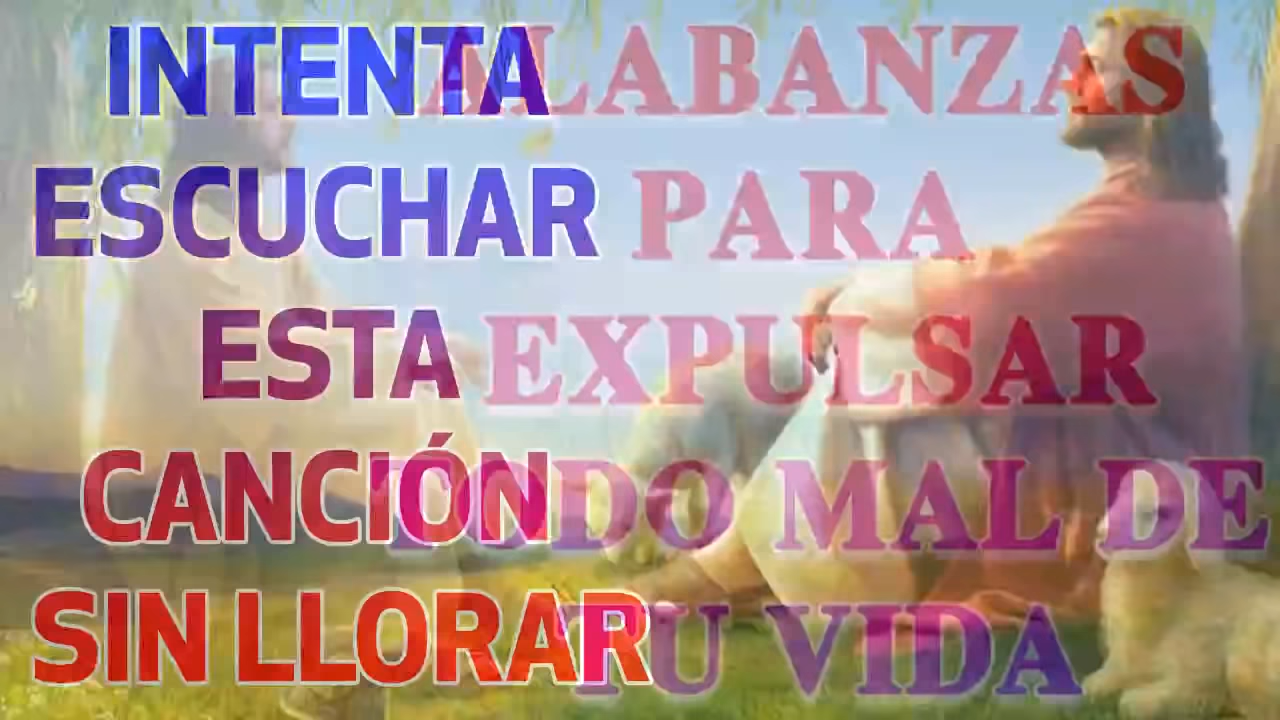 INTENTA
ESCUCHAR
ESTA
CANCIÓN
SIN LLORAR
ALABANZAS
PARA
EXPULSAR
TODO MAL DE
TU VIDA